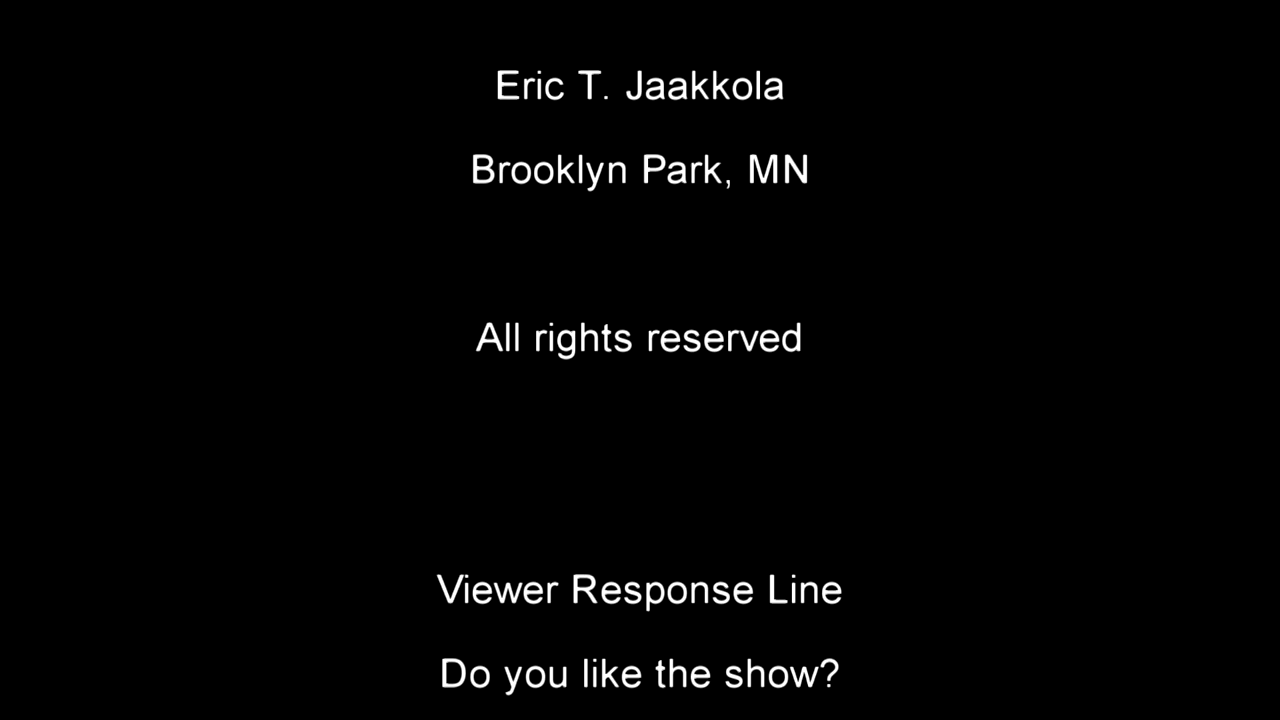 Eric T. Jaakkola
Brooklyn Park, MN
All rights reserved
Viewer Response Line
Do you like the show?